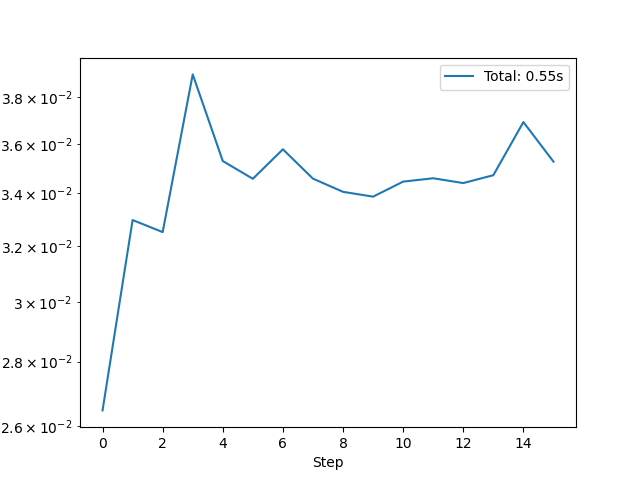 Total: 0.55s
3.8 × 10⁻²
3.6 × 10⁻²
3.4 × 10⁻²
3.2 × 10⁻²
3 × 10⁻²
2.8 × 10⁻²
2.6 × 10⁻²
0 2 4 6 8 10 12 14
Step